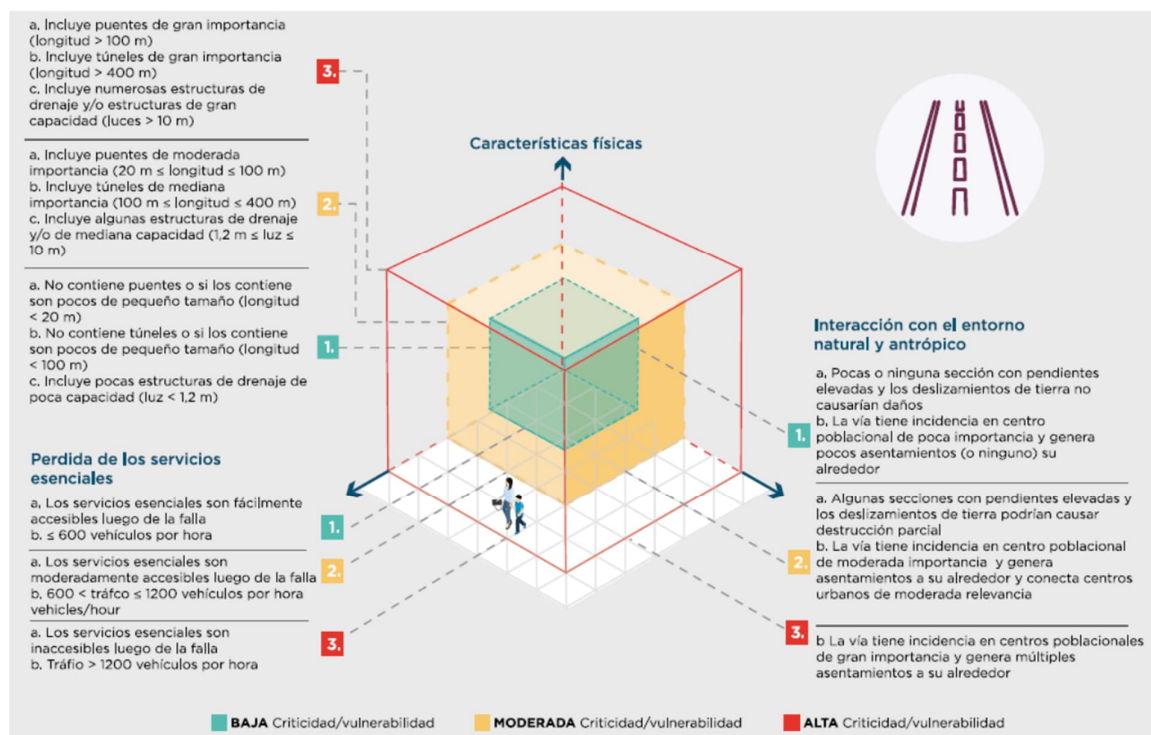 a, Incluye puentes de gran importancia
(longitud > 100 m)
b. Incluye túneles de gran importancia
(longitud > 400 m)
c. Incluye numerosas estructuras de
drenaje y/o estructuras de gran
capacidad (luces > 10 m)
3.
a, Incluye puentes de moderada
importancia (20 m ≤ longitud ≤ 100 m)
b. Incluye túneles de mediana
importancia (100 m ≤ longitud ≤ 400 m)
c. Incluye algunas estructuras de drenaje
y/o de mediana capacidad (1,2 m ≤ luz ≤
10 m)
2.
a. No contiene puentes o si los contiene
son pocos de pequeño tamaño (longitud
< 20 m)
b. No contiene túneles o si los contiene
son pocos de pequeño tamaño (longitud
< 100 m)
c. Incluye pocas estructuras de drenaje de
poca capacidad (luz < 1,2 m)
1.
Características físicas
Perdida de los servicios
esenciales
a. Los servicios esenciales son fácilmente
accesibles luego de la falla
b. ≤ 600 vehículos por hora
1.
a. Los servicios esenciales son
moderadamente accesibles luego de la falla
b. 600 < tráfco ≤ 1200 vehículos por hora
vehicles/hour
2.
a. Los servicios esenciales son
inaccesibles luego de la falla
b. Tráfio > 1200 vehículos por hora
3.
Interacción con el entorno
natural y antrópico
a, Pocas o ninguna sección con pendientes
elevadas y los deslizamientos de tierra no
causarían daños
b, La vía tiene incidencia en centro
poblacional de poca importancia y genera
pocos asentamientos (o ninguno) su
alrededor
1.
a. Algunas secciones con pendientes elevadas y
los deslizamientos de tierra podrían causar
destrucción parcial
b. La vía tiene incidencia en centro poblacional
de moderada importancia y genera
asentamientos a su alrededor y conecta centros
urbanos de moderada relevancia
2.
b La vía tiene incidencia en centros poblacionales
de gran importancia y genera múltiples
asentamientos a su alrededor
3.
BAJA Criticidad/vulnerabilidad
MODERADA Criticidad/vulnerabilidad
ALTA Criticidad/vulnerabilidad